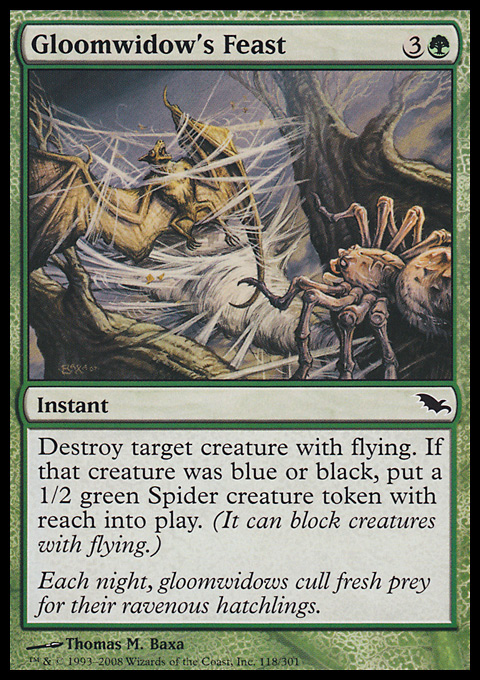 Gloomwidow's Feast 3
Instant
Destroy target creature with flying. If
that creature was blue or black, put a
1/2 green Spider creature token with
reach into play. (It can block creatures
with flying.)
Each night, gloomwidows cull fresh prey
for their ravenous hatchlings.
Thomas M. Baxa
™ & © 1993–2008 Wizards of the Coast, Inc. 118/301